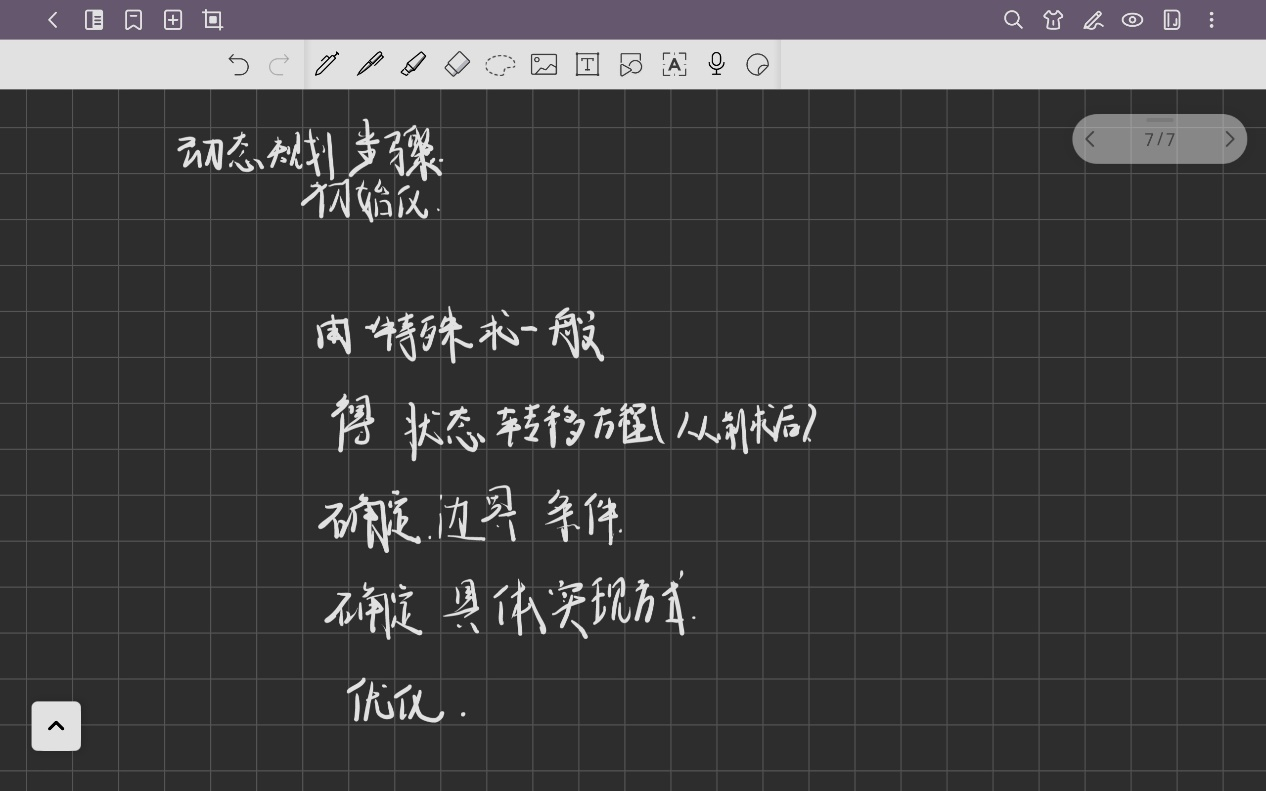 7/7
动态规划步骤.
初始化.
由特殊求一般
得 状态转移方程(从前求后)
确定.边界 条件.
确定 具体实现方式.
优化.